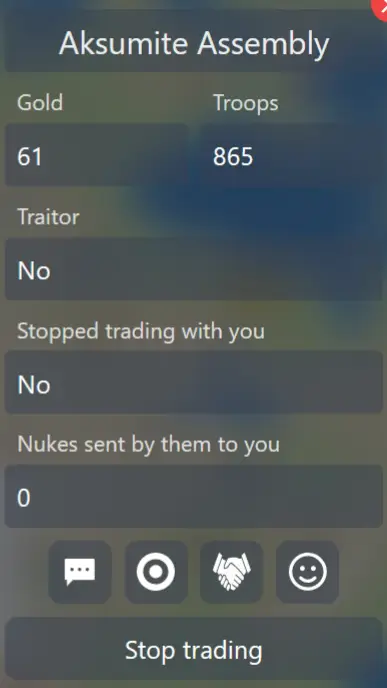 Aksumite Assembly
Gold Troops
61 865
Traitor
No
Stopped trading with you
No
Nukes sent by them to you
0
Stop trading